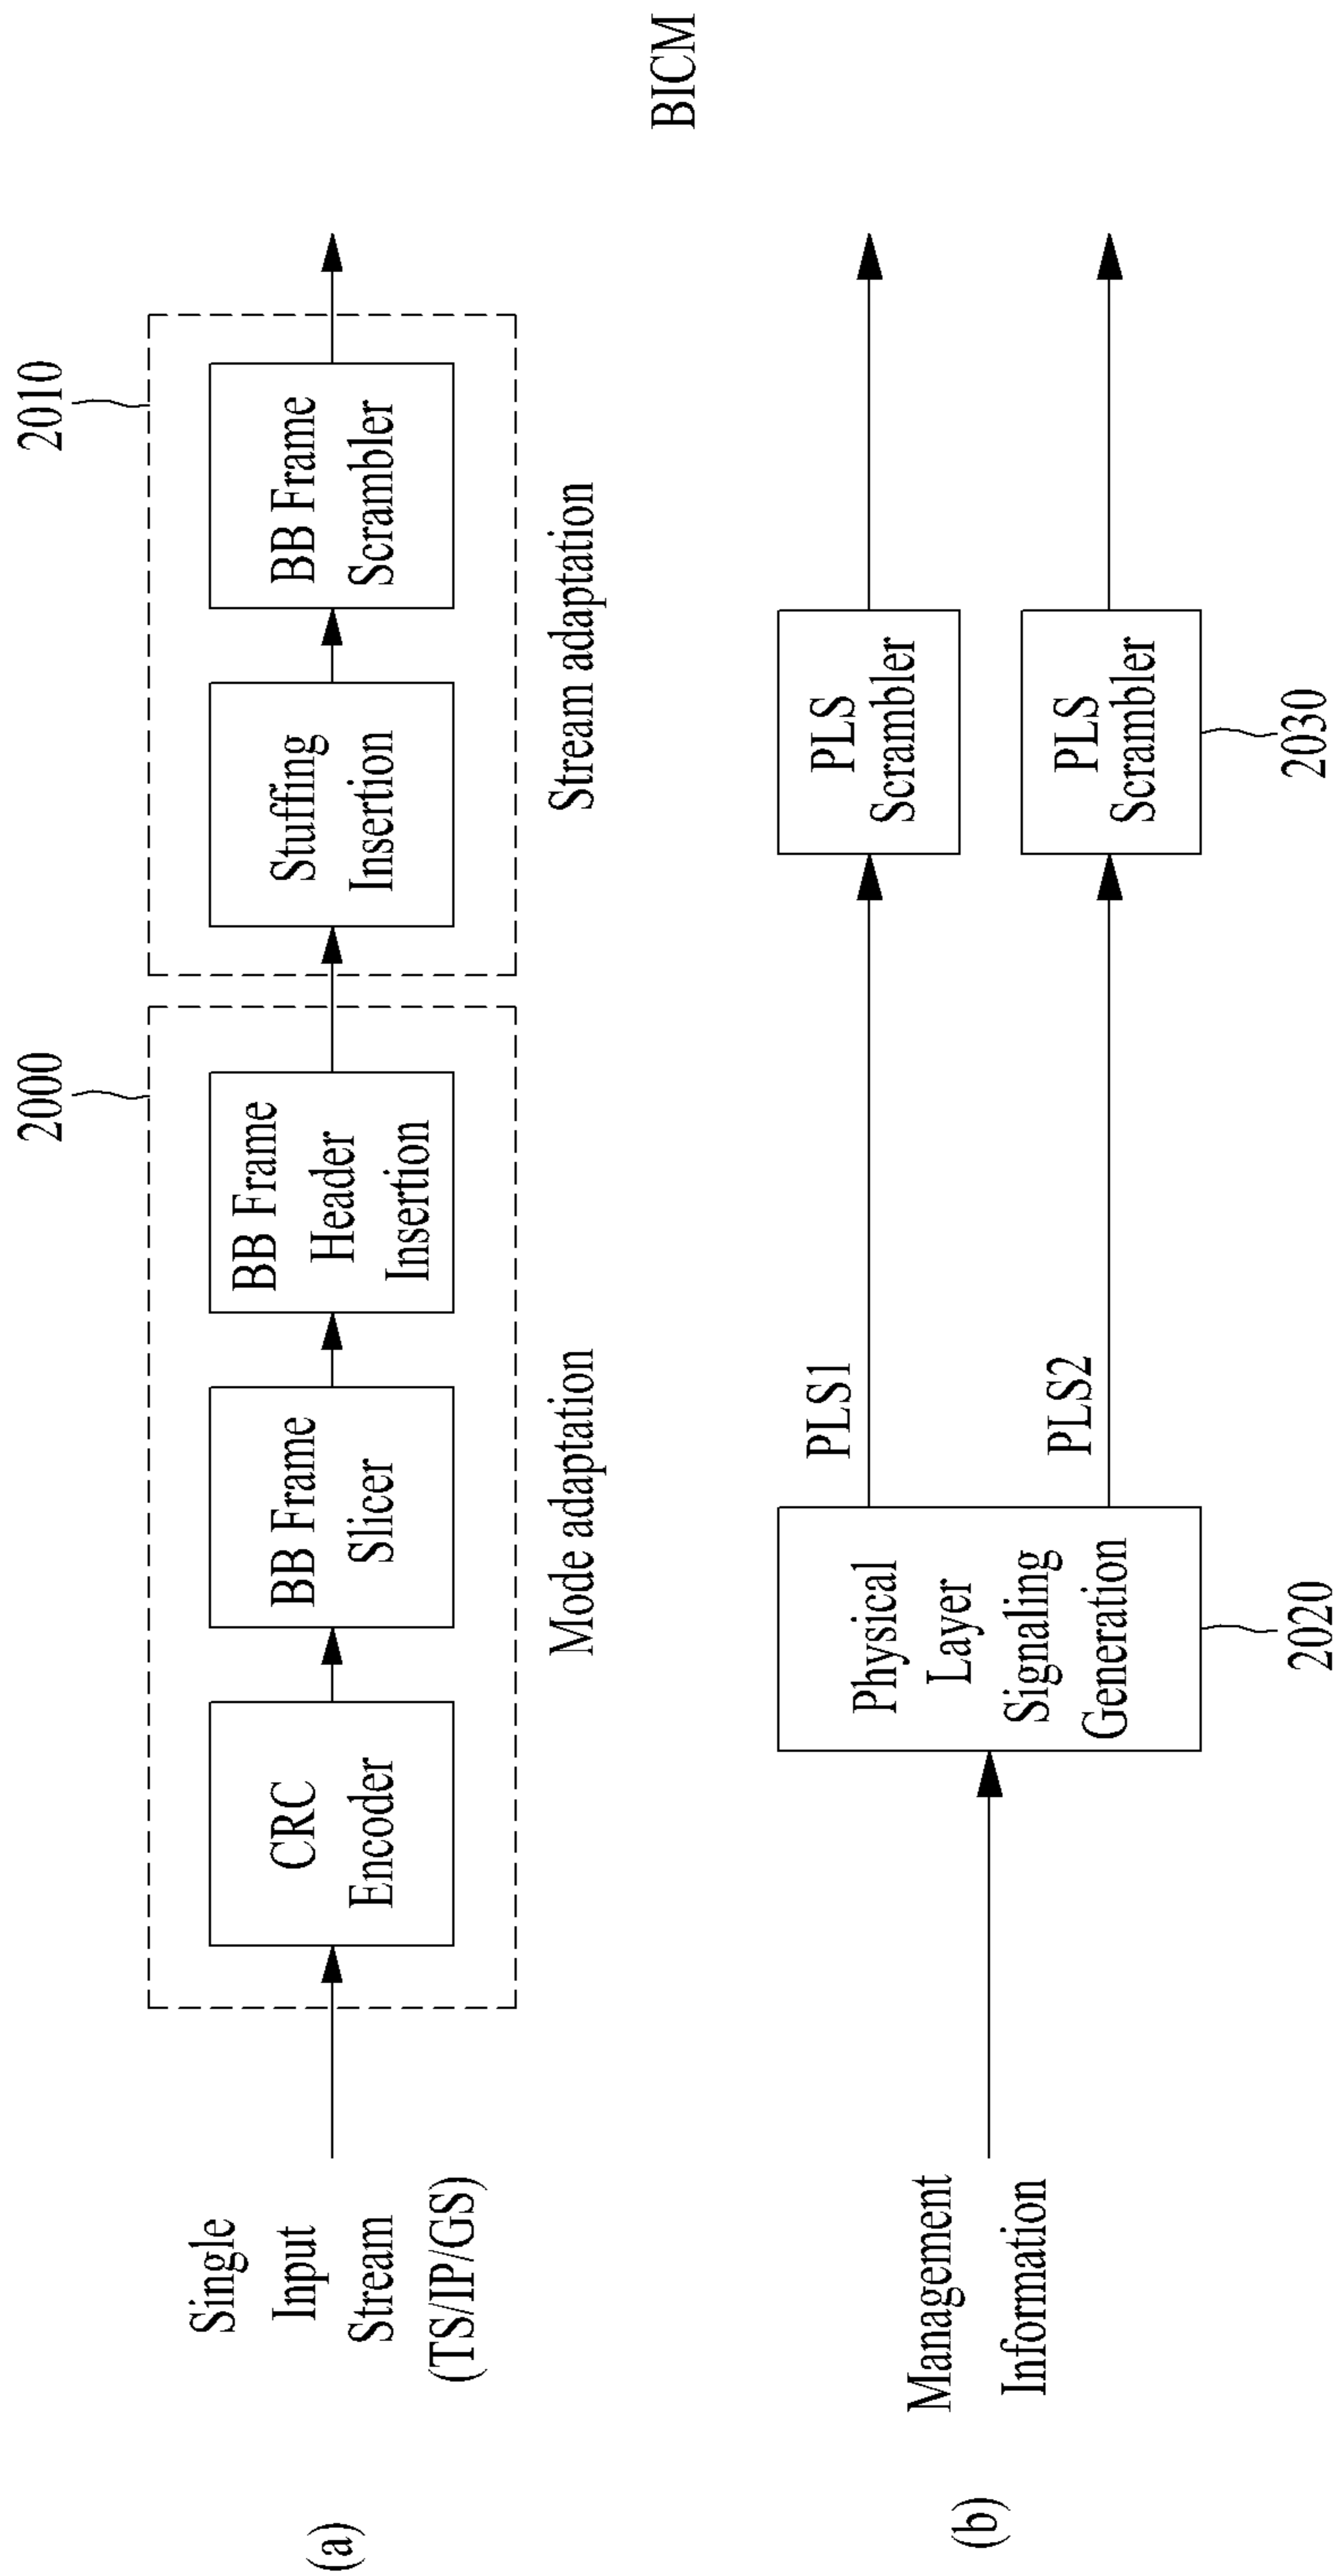 (a)
Single
Input
Stream
(TS/IP/GS)
2000
CRC
Encoder
BB Frame
Slicer
BB Frame
Header
Insertion
Mode adaptation
2010
Stuffing
Insertion
BB Frame
Scrambler
Stream adaptation
BICM
(b)
Management
Information
Physical
Layer
Signaling
Generation
2020
PLS1
PLS2
PLS
Scrambler
PLS
Scrambler
2030